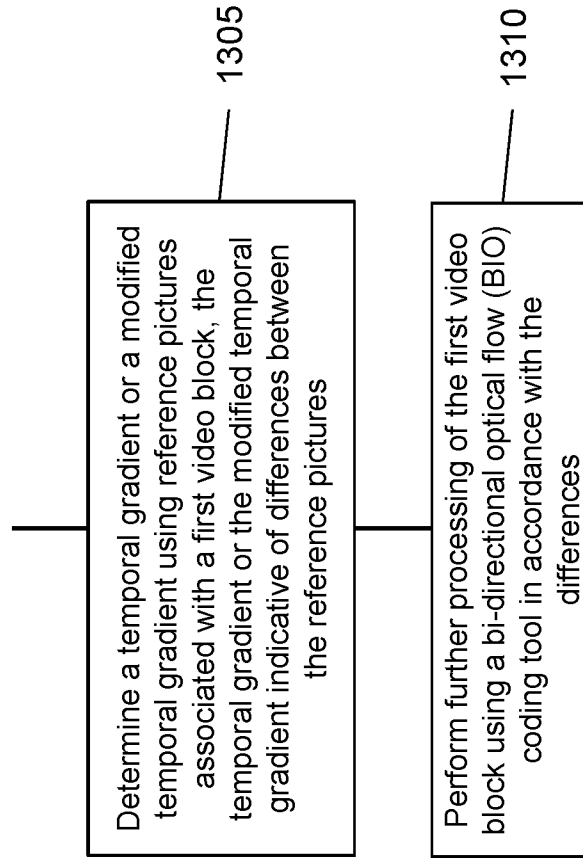 Determine a temporal gradient or a modified
temporal gradient using reference pictures
associated with a first video block, the
temporal gradient or the modified temporal
gradient indicative of differences between
the reference pictures
1305
Perform further processing of the first video
block using a bi-directional optical flow (BIO)
coding tool in accordance with the
differences
1310